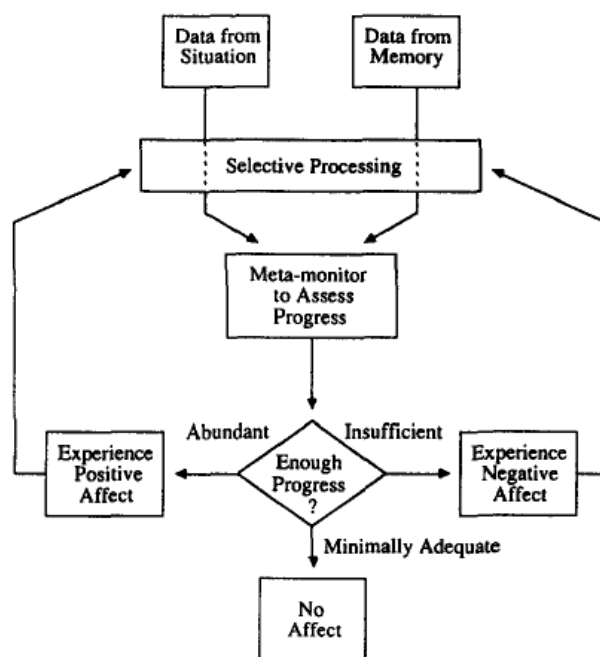 Data from
Situation
Data from
Memory
Selective Processing
Meta-monitor
to Assess
Progress
Abundant
Insufficient
Experience
Positive
Affect
Enough
Progress
?
Experience
Negative
Affect
Minimally Adequate
No
Affect